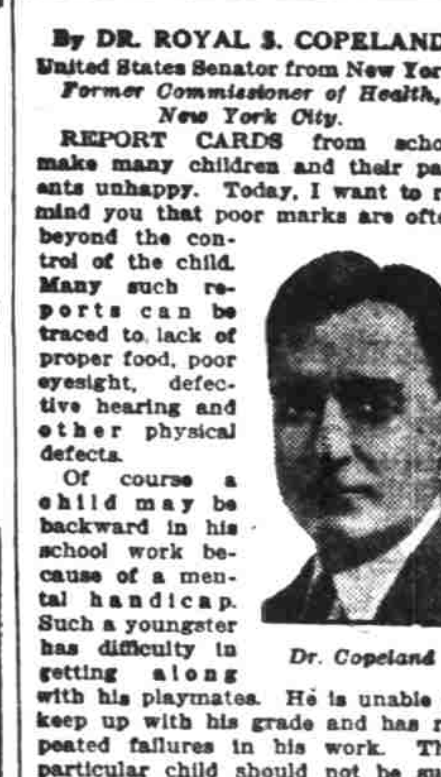 By DR. ROYAL S. COPELAND
United States Senator from New Yor
Former Commissioner of Health,
New York City.
REPORT CARDS from scho
make many children and their pa
ents unhappy. Today, I want to r
mind you that poor marks are ofte
beyond the con-
trol of the child.
Many such re-
ports can be
traced to lack of
proper food, poor
eyesight, defec-
tive hearing and
other physical
defects.
Of course a
child may be
backward in his
school work be-
cause of a men-
tal handicap.
Such a youngster
has difficulty in
getting along
Dr. Copeland
with his playmates. He is unable
keep up with his grade and has r
peated failures in his work. Th
particular child should not be